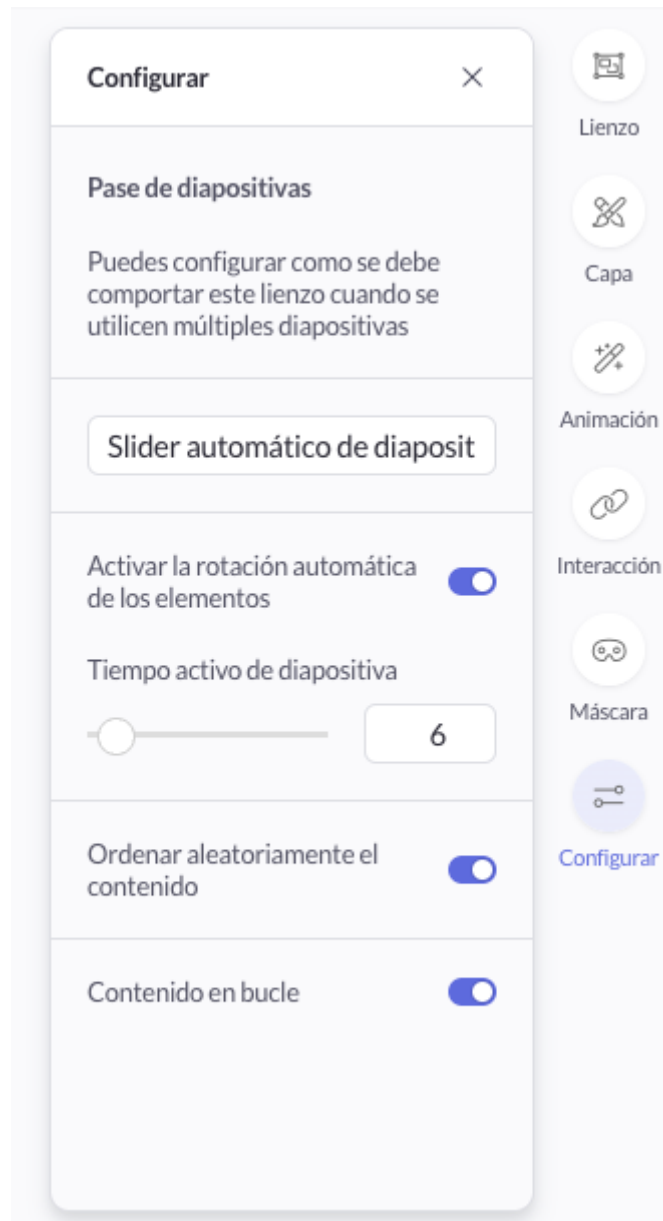 Configurar
Pase de diapositivas
Puedes configurar como se debe
comportar este lienzo cuando se
utilicen múltiples diapositivas
Slider automático de diaposit
Activar la rotación automática
de los elementos
Tiempo activo de diapositiva
6
Ordenar aleatoriamente el
contenido
Contenido en bucle
Lienzo
Capa
Animación
Interacción
Máscara
Configurar